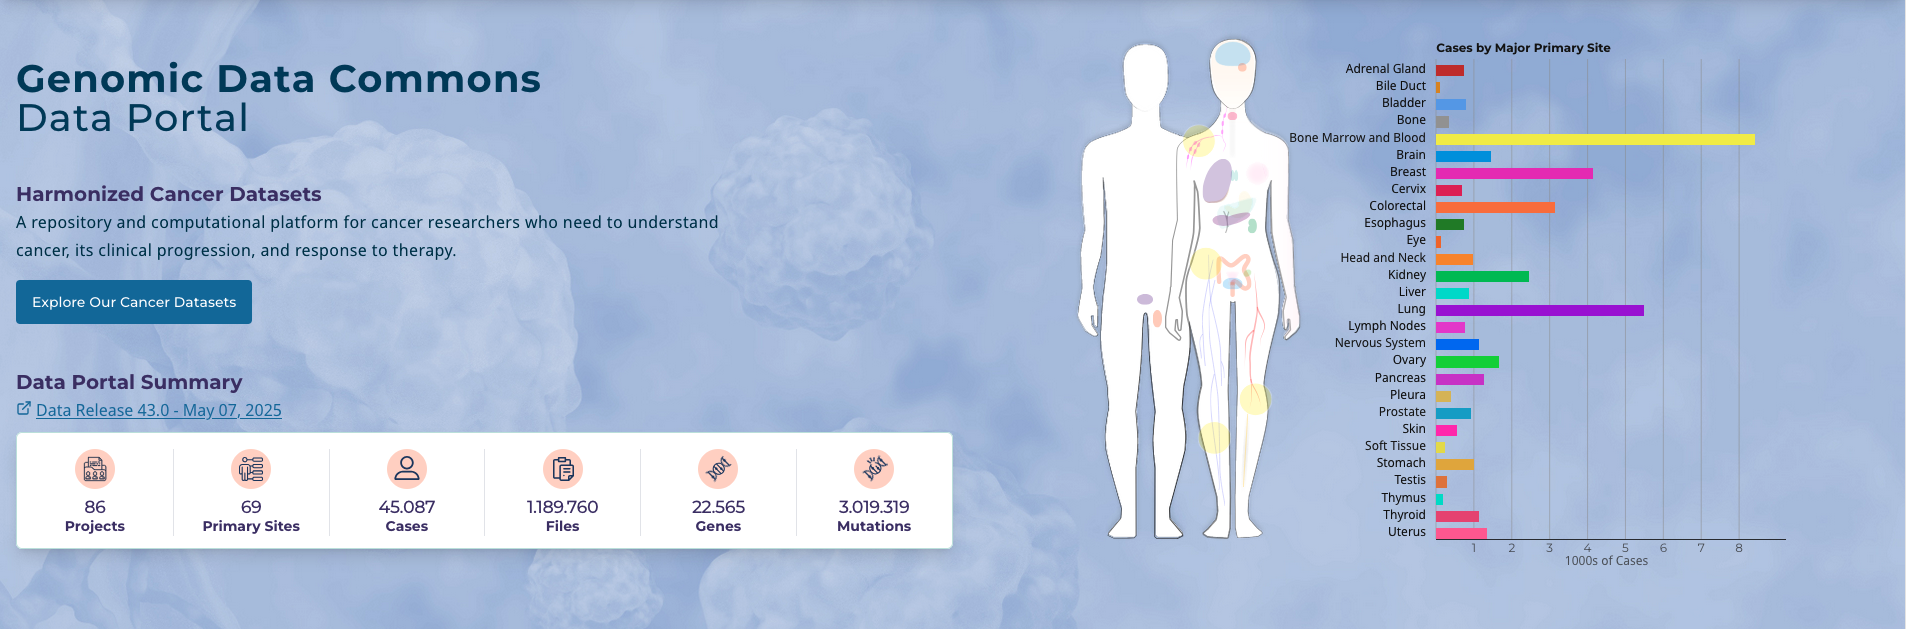 Genomic Data Commons
Data Portal
Harmonized Cancer Datasets
A repository and computational platform for cancer researchers who need to understand
cancer, its clinical progression, and response to therapy.
Explore Our Cancer Datasets
Data Portal Summary
Data Release 43.0 - May 07, 2025
86
Projects
69
Primary Sites
45.087
Cases
1.189.760
Files
22.565
Genes
3.019.319
Mutations
Cases by Major Primary Site
Adrenal Gland
Bile Duct
Bladder
Bone
Bone Marrow and Blood
Brain
Breast
Cervix
Colorectal
Esophagus
Eye
Head and Neck
Kidney
Liver
Lung
Lymph Nodes
Nervous System
Ovary
Pancreas
Pleura
Prostate
Skin
Soft Tissue
Stomach
Testis
Thymus
Thyroid
Uterus
1 2 3 4 5 6 7 8
1000s of Cases